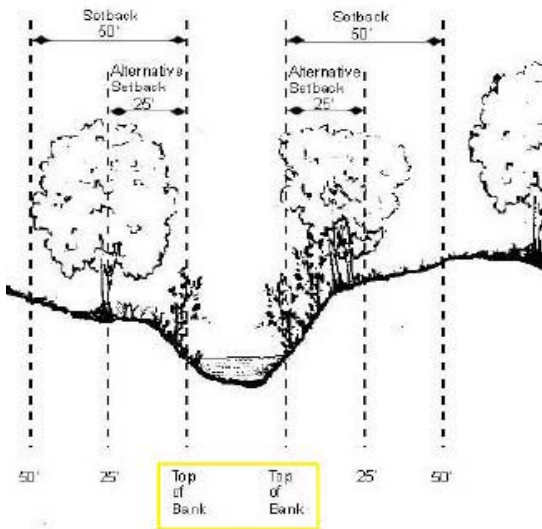 Setback
50'
Setback
50'
Alternative
Setback
25'
Alternative
Setback
25'
50'
25'
Top
of
Bank
Top
of
Bank
25'
50'